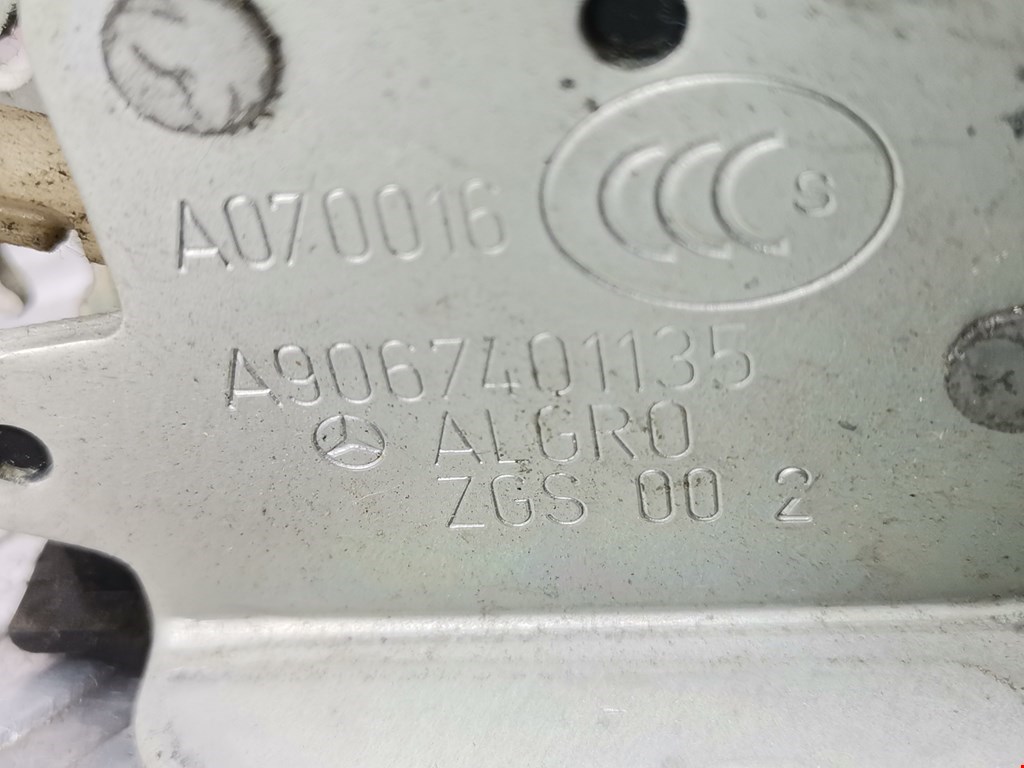 CCC S
A070016
A9067401135
ALGRO
ZGS 00 2